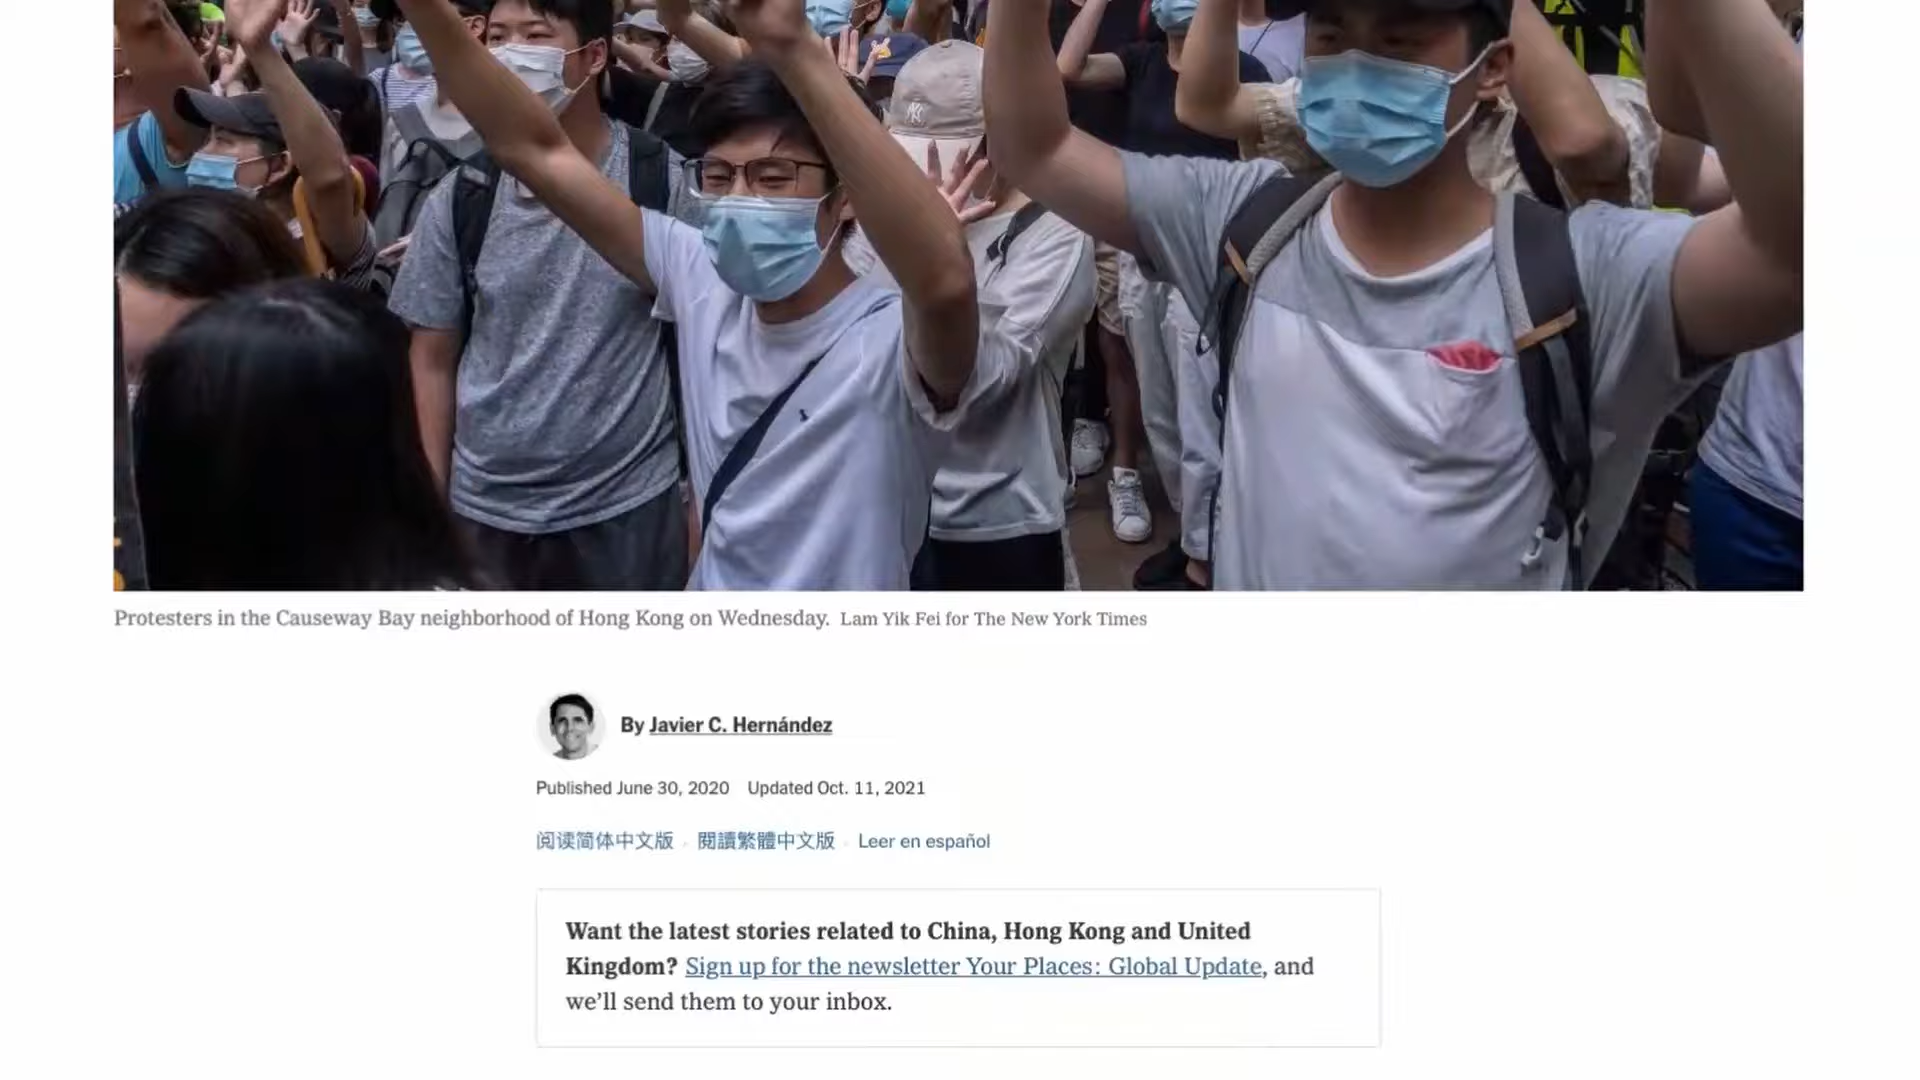 Protesters in the Causeway Bay neighborhood of Hong Kong on Wednesday. Lam Yik Fei for The New York Times
By Javier C. Hernández
Published June 30, 2020 Updated Oct. 11, 2021
阅读简体中文版 · 閱讀繁體中文版 · Leer en español
Want the latest stories related to China, Hong Kong and United
Kingdom? Sign up for the newsletter Your Places: Global Update, and
we’ll send them to your inbox.